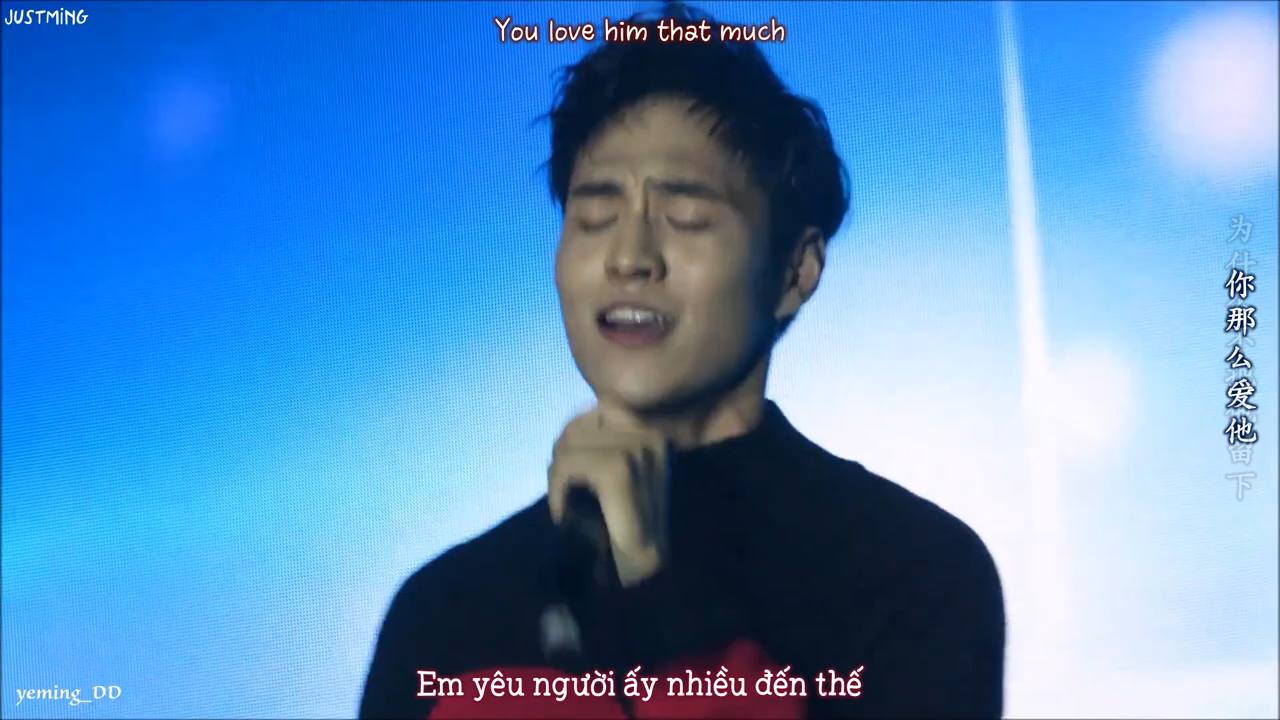 JUSTMiNG
You love him that much
你那么爱他
Em yêu người ấy nhiều đến thế
yeming_DD